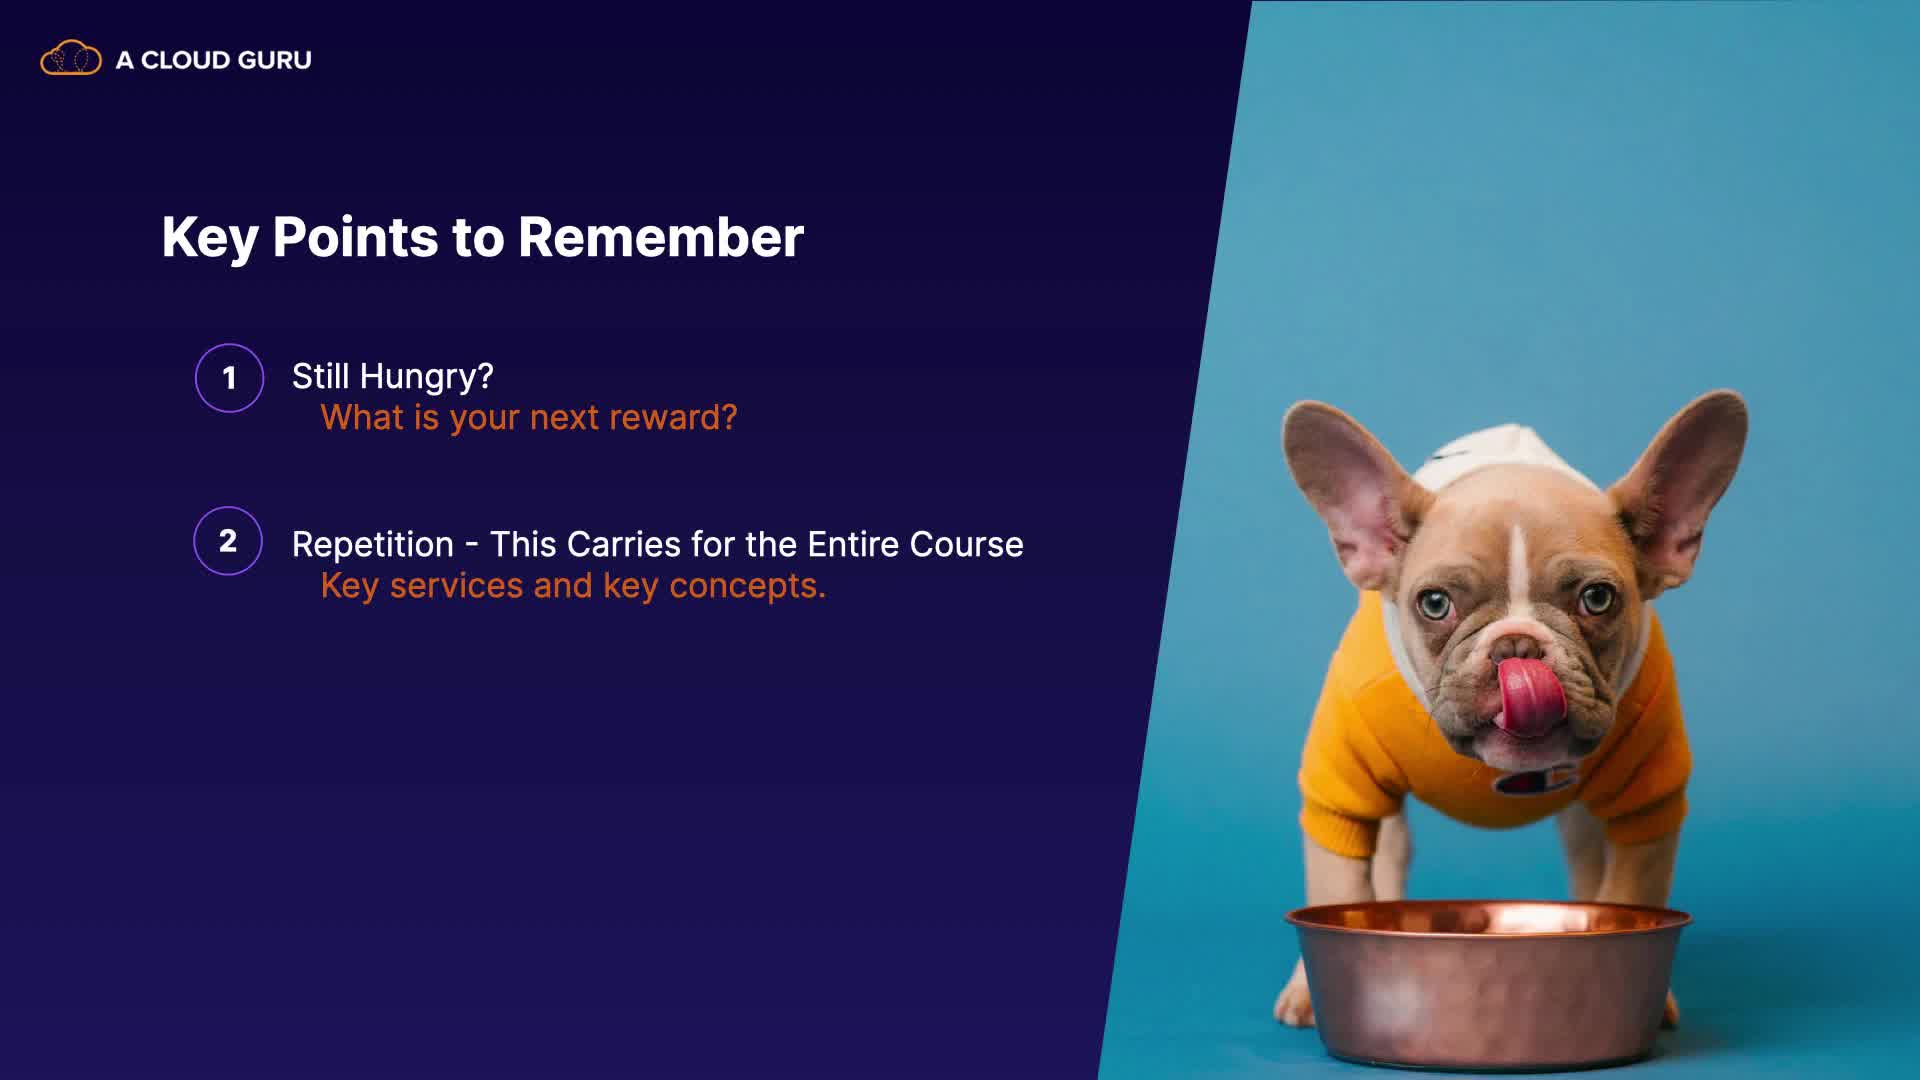 A CLOUD GURU
Key Points to Remember
1
Still Hungry?
What is your next reward?
2
Repetition - This Carries for the Entire Course
Key services and key concepts.